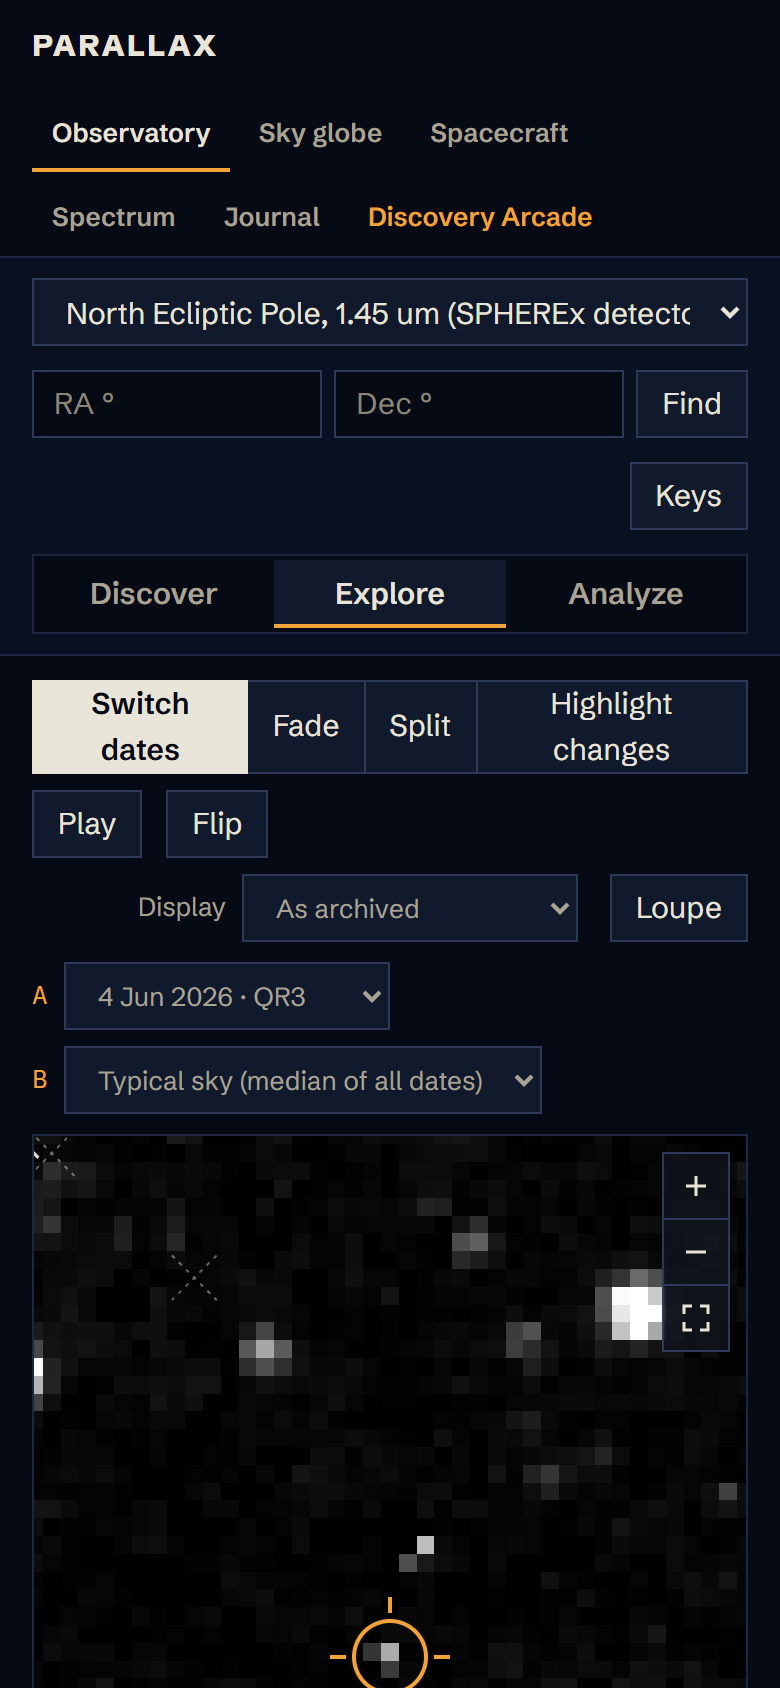 PARALLAX
Observatory Sky globe Spacecraft
Spectrum Journal Discovery Arcade
North Ecliptic Pole, 1.45 um (SPHEREx detecto
RA ° Dec ° Find
Keys
Discover Explore Analyze
Switch dates Fade Split Highlight changes
Play Flip
Display As archived Loupe
A 4 Jun 2026 · QR3
B Typical sky (median of all dates)
+
−